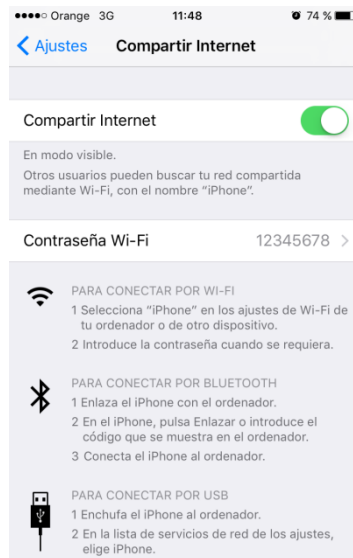 Orange 3G 11:48 74 %
Ajustes Compartir Internet
Compartir Internet
En modo visible.
Otros usuarios pueden buscar tu red compartida
mediante Wi-Fi, con el nombre “iPhone”.
Contraseña Wi-Fi 12345678
PARA CONECTAR POR WI-FI
1 Selecciona “iPhone” en los ajustes de Wi-Fi de
tu ordenador o de otro dispositivo.
2 Introduce la contraseña cuando se requiera.
PARA CONECTAR POR BLUETOOTH
1 Enlaza el iPhone con el ordenador.
2 En el iPhone, pulsa Enlazar o introduce el
código que se muestra en el ordenador.
3 Conecta el iPhone al ordenador.
PARA CONECTAR POR USB
1 Enchufa el iPhone al ordenador.
2 En la lista de servicios de red de los ajustes,
elige iPhone.